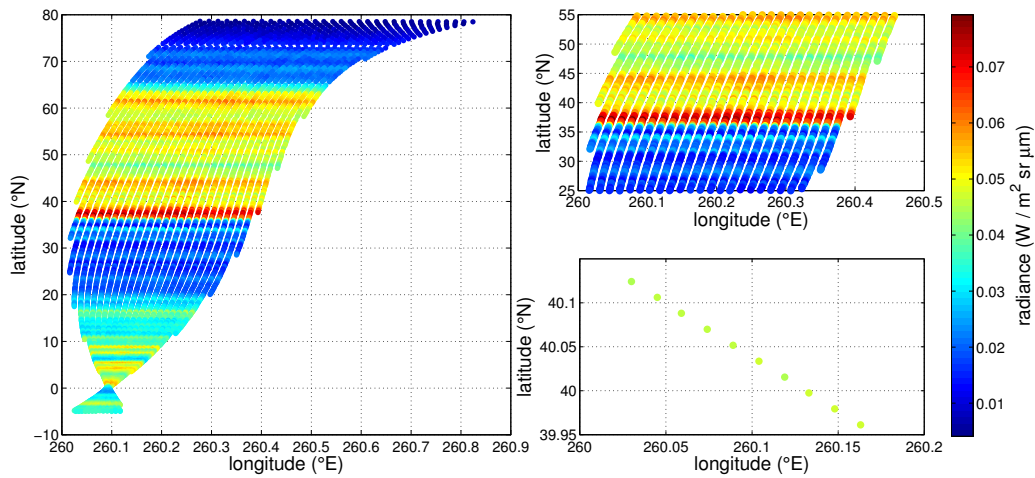 80
70
60
50
40
30
20
10
0
−10
latitude (°N)
260 260.1 260.2 260.3 260.4 260.5 260.6 260.7 260.8 260.9
longitude (°E)
55
50
45
40
35
30
25
latitude (°N)
260 260.1 260.2 260.3 260.4 260.5
longitude (°E)
40.1
40.05
40
39.95
latitude (°N)
260 260.05 260.1 260.15 260.2
longitude (°E)
0.07
0.06
0.05
0.04
0.03
0.02
0.01
radiance (W / m² sr μm)